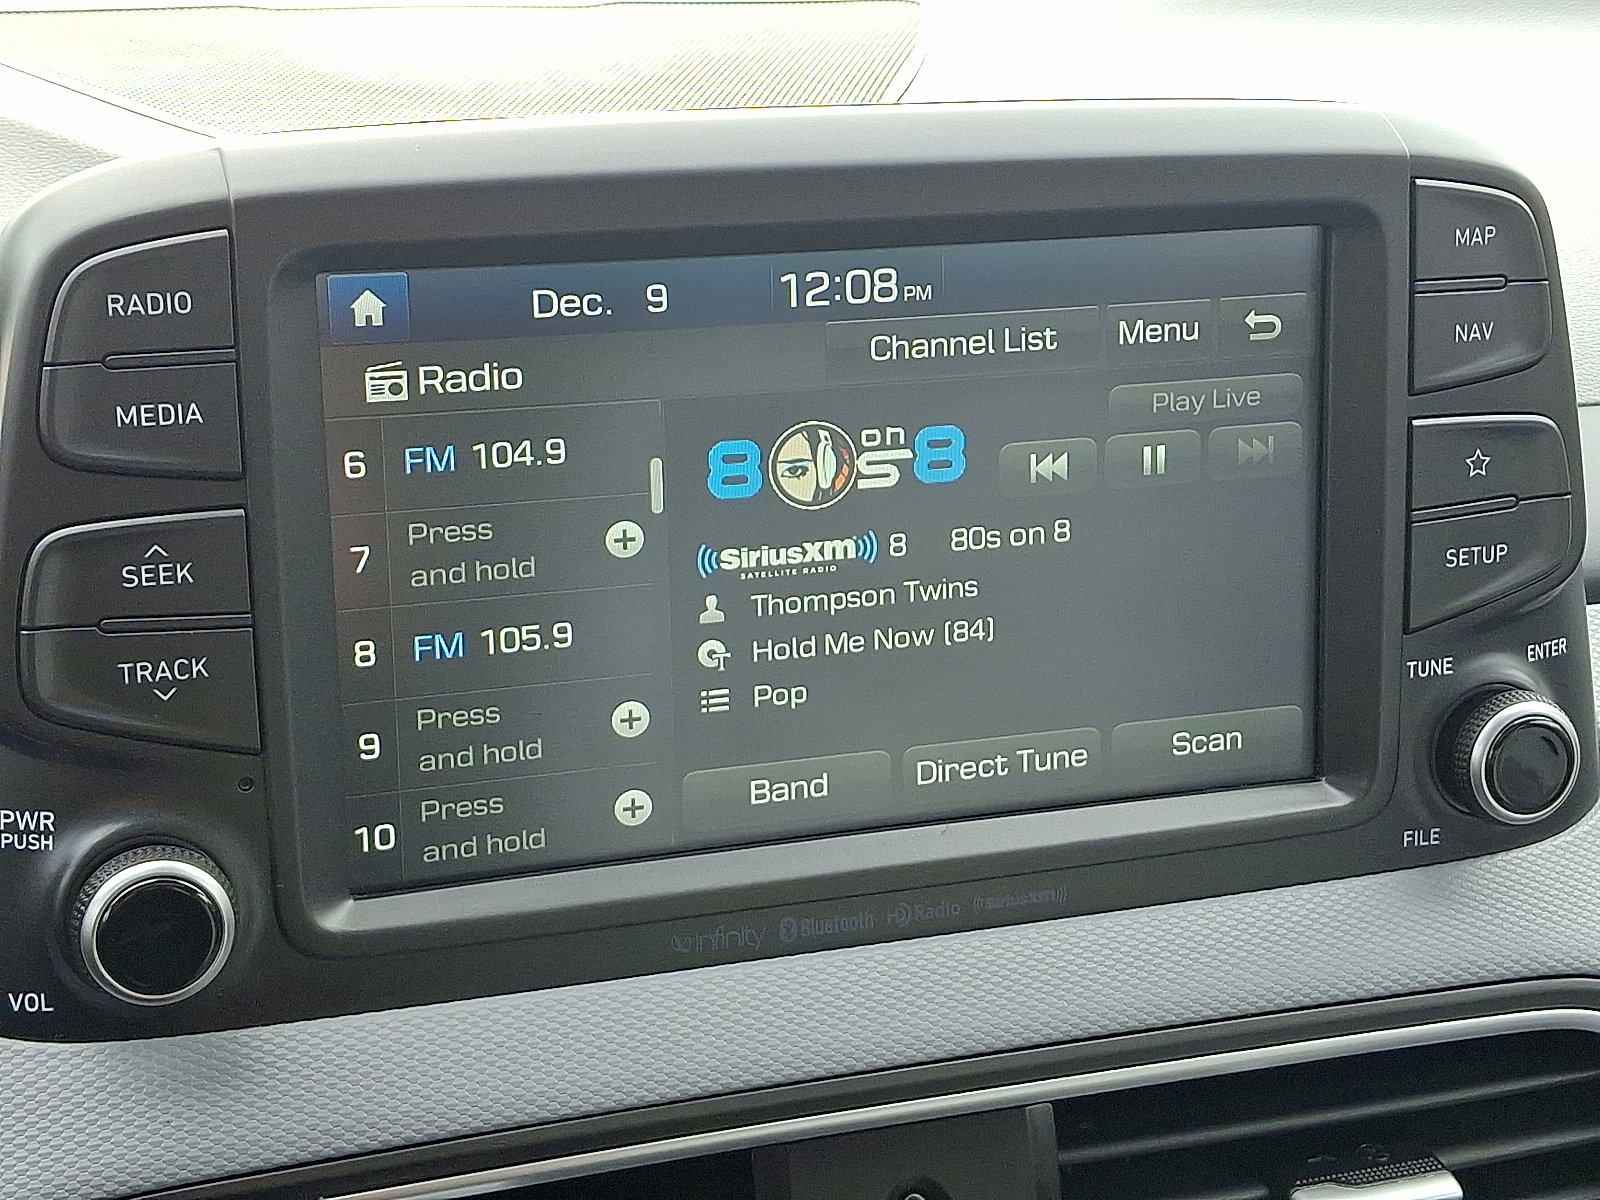 RADIO
MEDIA
SEEK
TRACK
PWR
PUSH
VOL
Dec. 9 12:08 PM
Radio
Channel List Menu
Play Live
6 FM 104.9
7 Press
and hold
8 FM 105.9
9 Press
and hold
10 Press
and hold
8 on
s 8
((SiriusXM)) 8 80s on 8
SATELLITE RADIO
Thompson Twins
T
Hold Me Now (84)
Pop
Band Direct Tune Scan
MAP
NAV
SETUP
TUNE ENTER
FILE
infinity Bluetooth HD Radio ((SiriusXM))